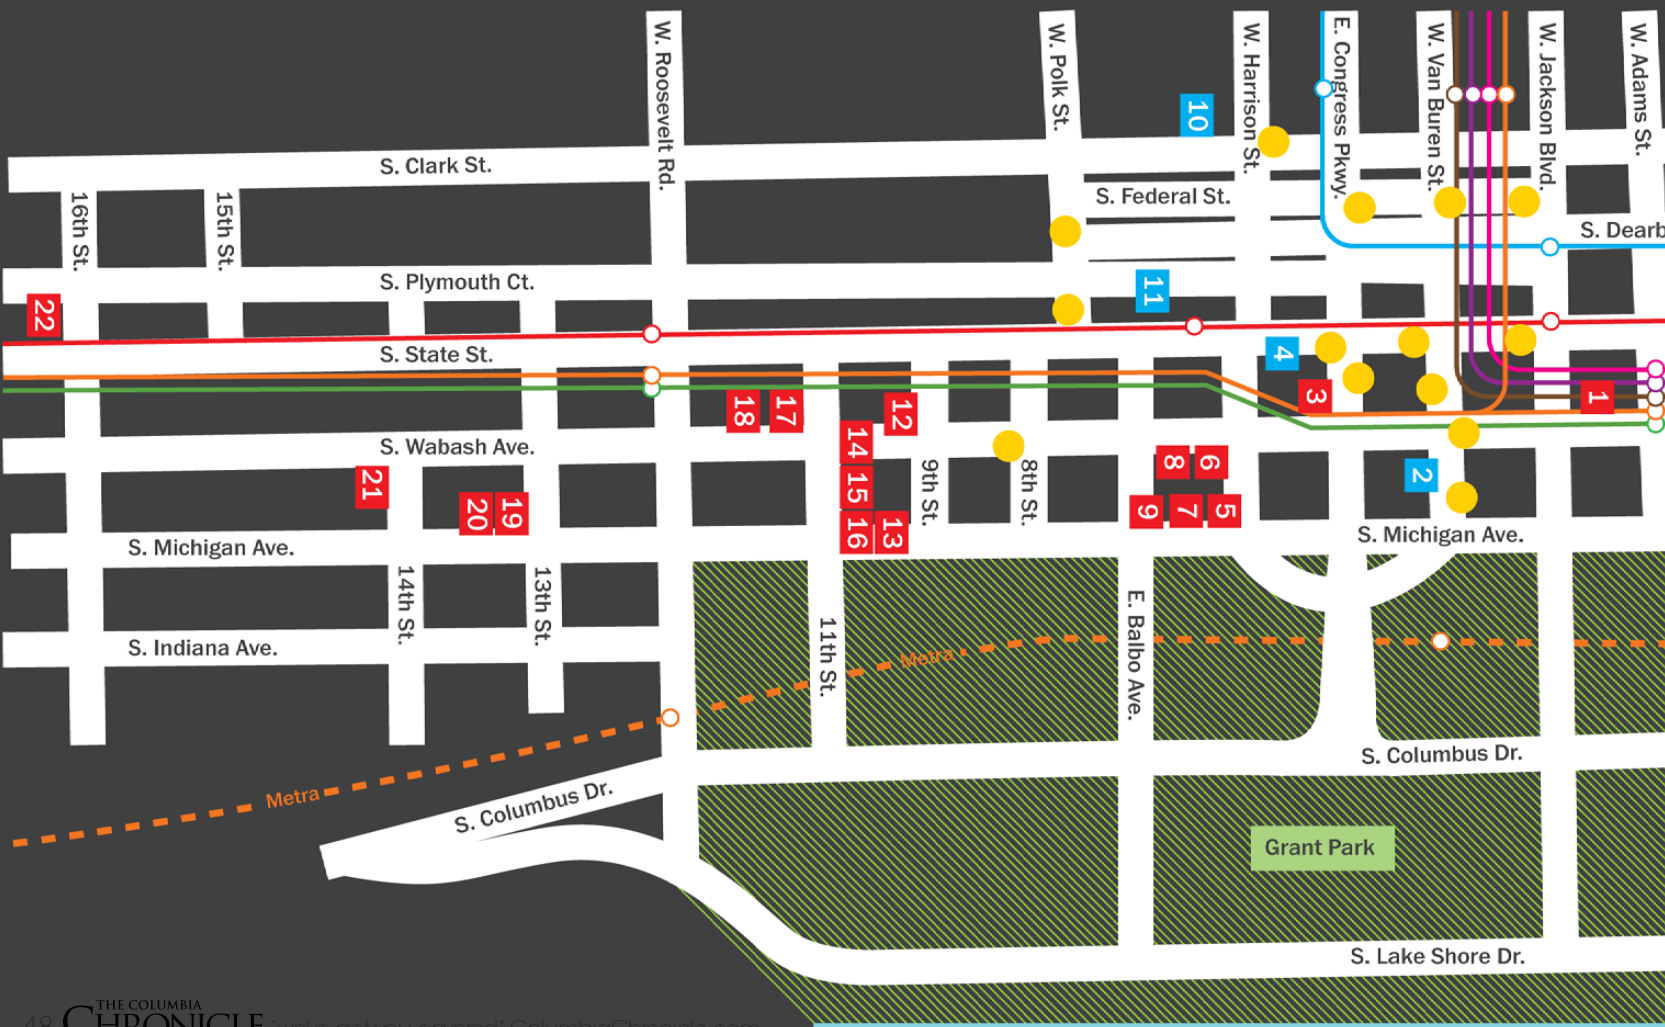 W. Roosevelt Rd.
W. Polk St.
W. Harrison St.
E. Congress Pkwy.
W. Van Buren St.
W. Jackson Blvd.
W. Adams St.
10
S. Clark St.
16th St.
15th St.
S. Federal St.
S. Dearb
S. Plymouth Ct.
11
22
S. State St.
4
3
1
18
17
12
S. Wabash Ave.
14
9th St.
8th St.
8
6
2
21
15
20
19
9
7
5
16
13
S. Michigan Ave.
S. Michigan Ave.
14th St.
13th St.
11th St.
E. Balbo Ave.
S. Indiana Ave.
Metra
Metra
S. Columbus Dr.
S. Columbus Dr.
Grant Park
S. Lake Shore Dr.
THE COLUMBIA
48 CHRONICLE ColumbiaChronicle.com